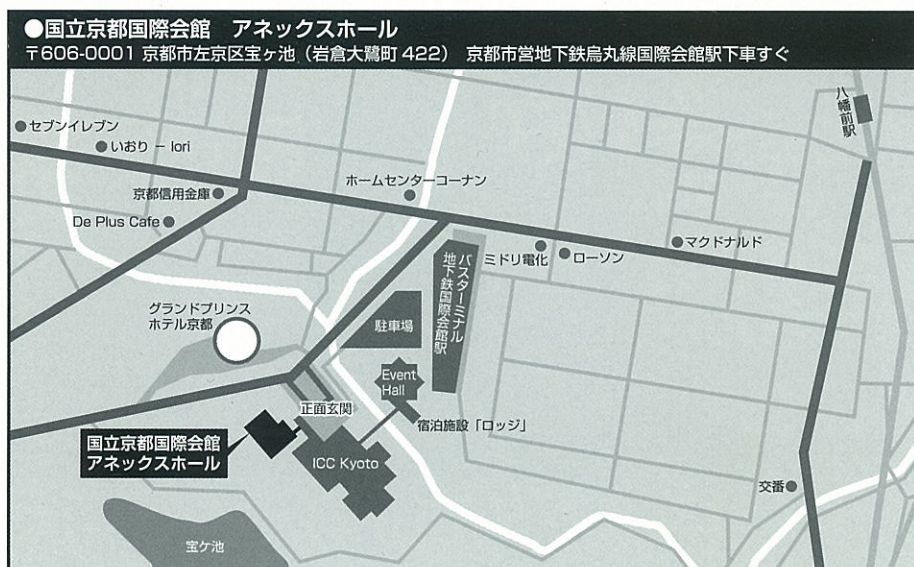 ●国立京都国際会館 アネックスホール
〒606-0001 京都市左京区宝ヶ池（岩倉大鷺町 422） 京都市営地下鉄烏丸線国際会館駅下車すぐ
八幡前駅
セブンイレブン
いおり － Iori
ホームセンターコーナン
京都信用金庫
De Plus Cafe
マクドナルド
ミドリ電化
ローソン
バスターミナル
地下鉄国際会館駅
グランドプリンス
ホテル京都
駐車場
Event
Hall
正面玄関
宿泊施設「ロッジ」
国立京都国際会館
アネックスホール
ICC Kyoto
交番
宝ケ池